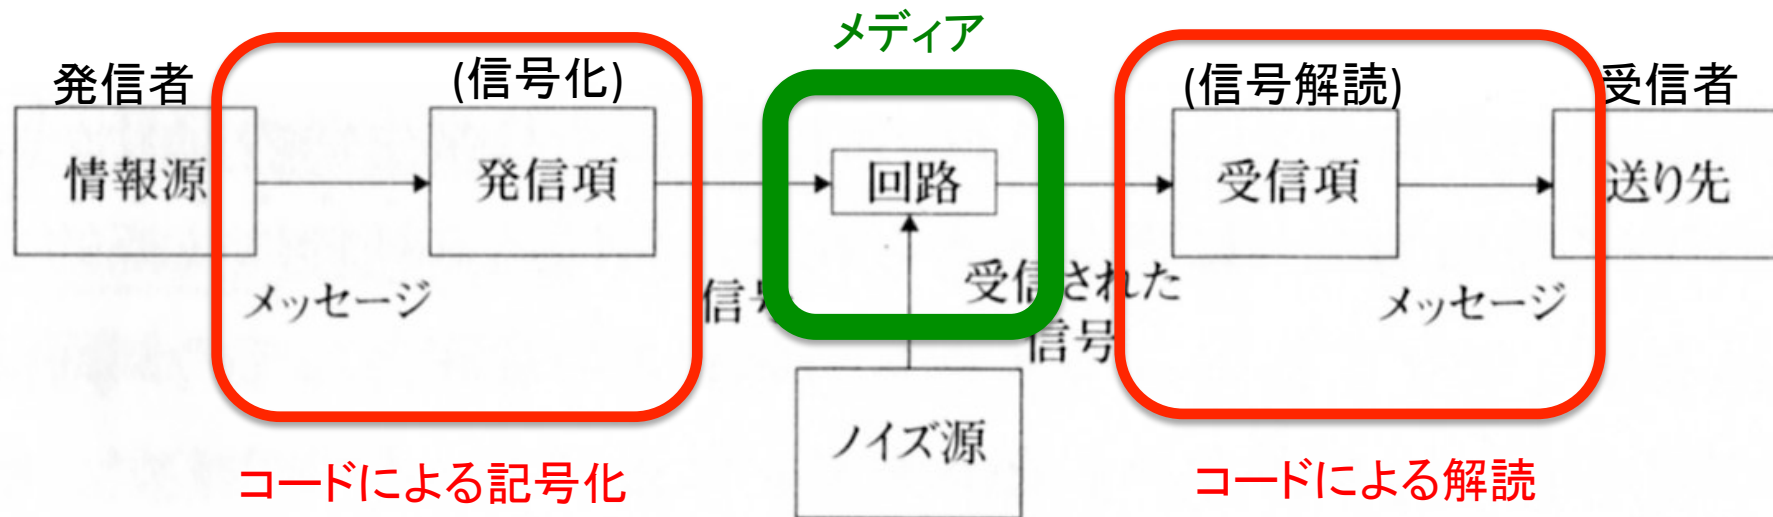 メディア
発信者
(信号化)
(信号解読)
受信者
情報源
発信項
回路
受信項
送り先
メッセージ
信号
受信された
信号
メッセージ
ノイズ源
コードによる記号化
コードによる解読